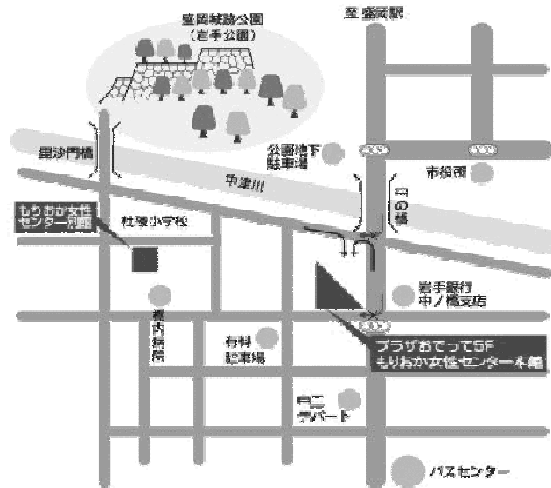 盛岡城跡公園
(岩手公園)
至 盛岡駅
毘沙門橋
公園地下
駐車場
中津川
市役所
中の橋
もりおか女性
センター別館
杜陵小学校
岩手銀行
中ノ橋支店
有料
駐車場
プラザおでって5F
もりおか女性センター本館
デパート
バスセンター